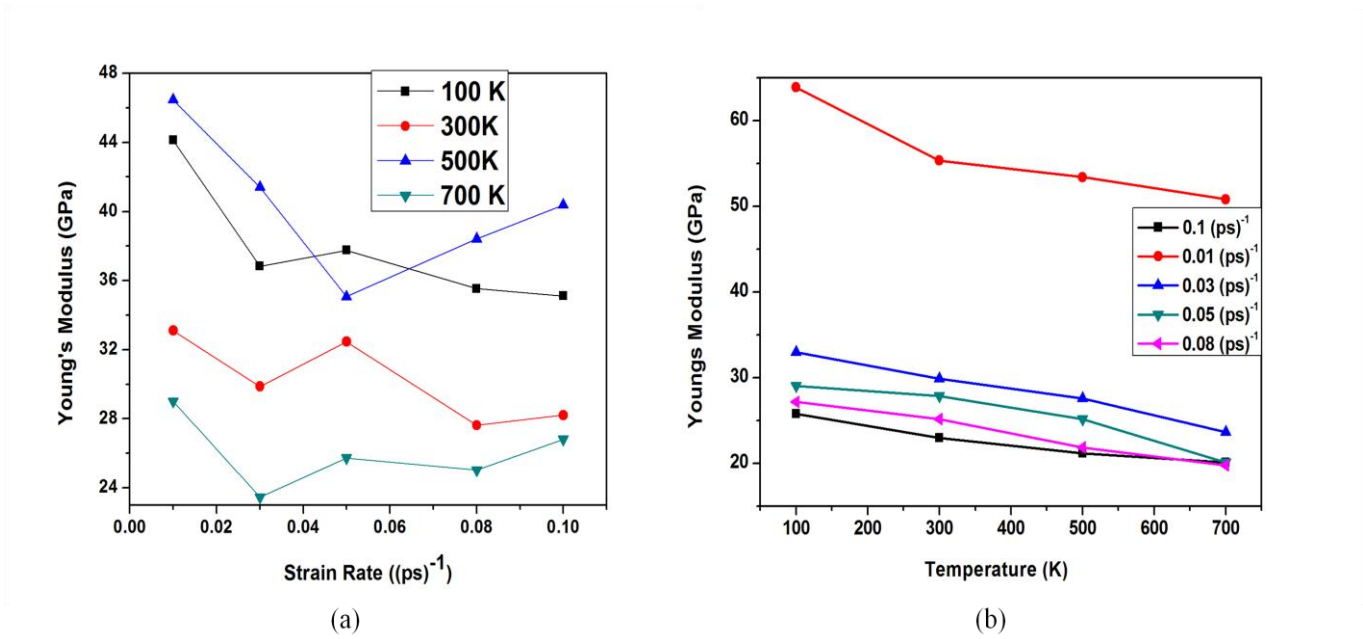 48
44
40
36
32
28
24
0.00 0.02 0.04 0.06 0.08 0.10
Young's Modulus (GPa)
Strain Rate ((ps)⁻¹
100 K
300K
500K
700 K
(a)
60
50
40
30
20
100 200 300 400 500 600 700
Youngs Modulus (GPa)
Temperature (K)
0.1 (ps)⁻¹
0.01 (ps)⁻¹
0.03 (ps)⁻¹
0.05 (ps)⁻¹
0.08 (ps)⁻¹
(b)